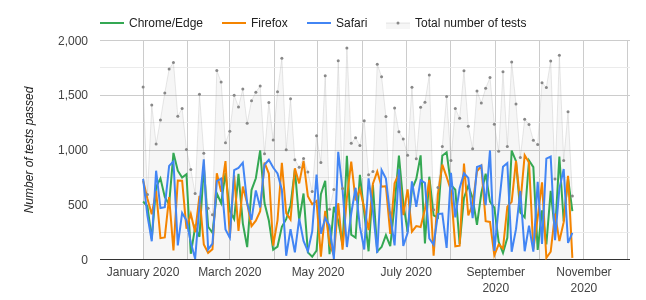 Chrome/Edge Firefox Safari Total number of tests
Number of tests passed
2,000
1,500
1,000
500
0
January 2020 March 2020 May 2020 July 2020 September 2020 November 2020